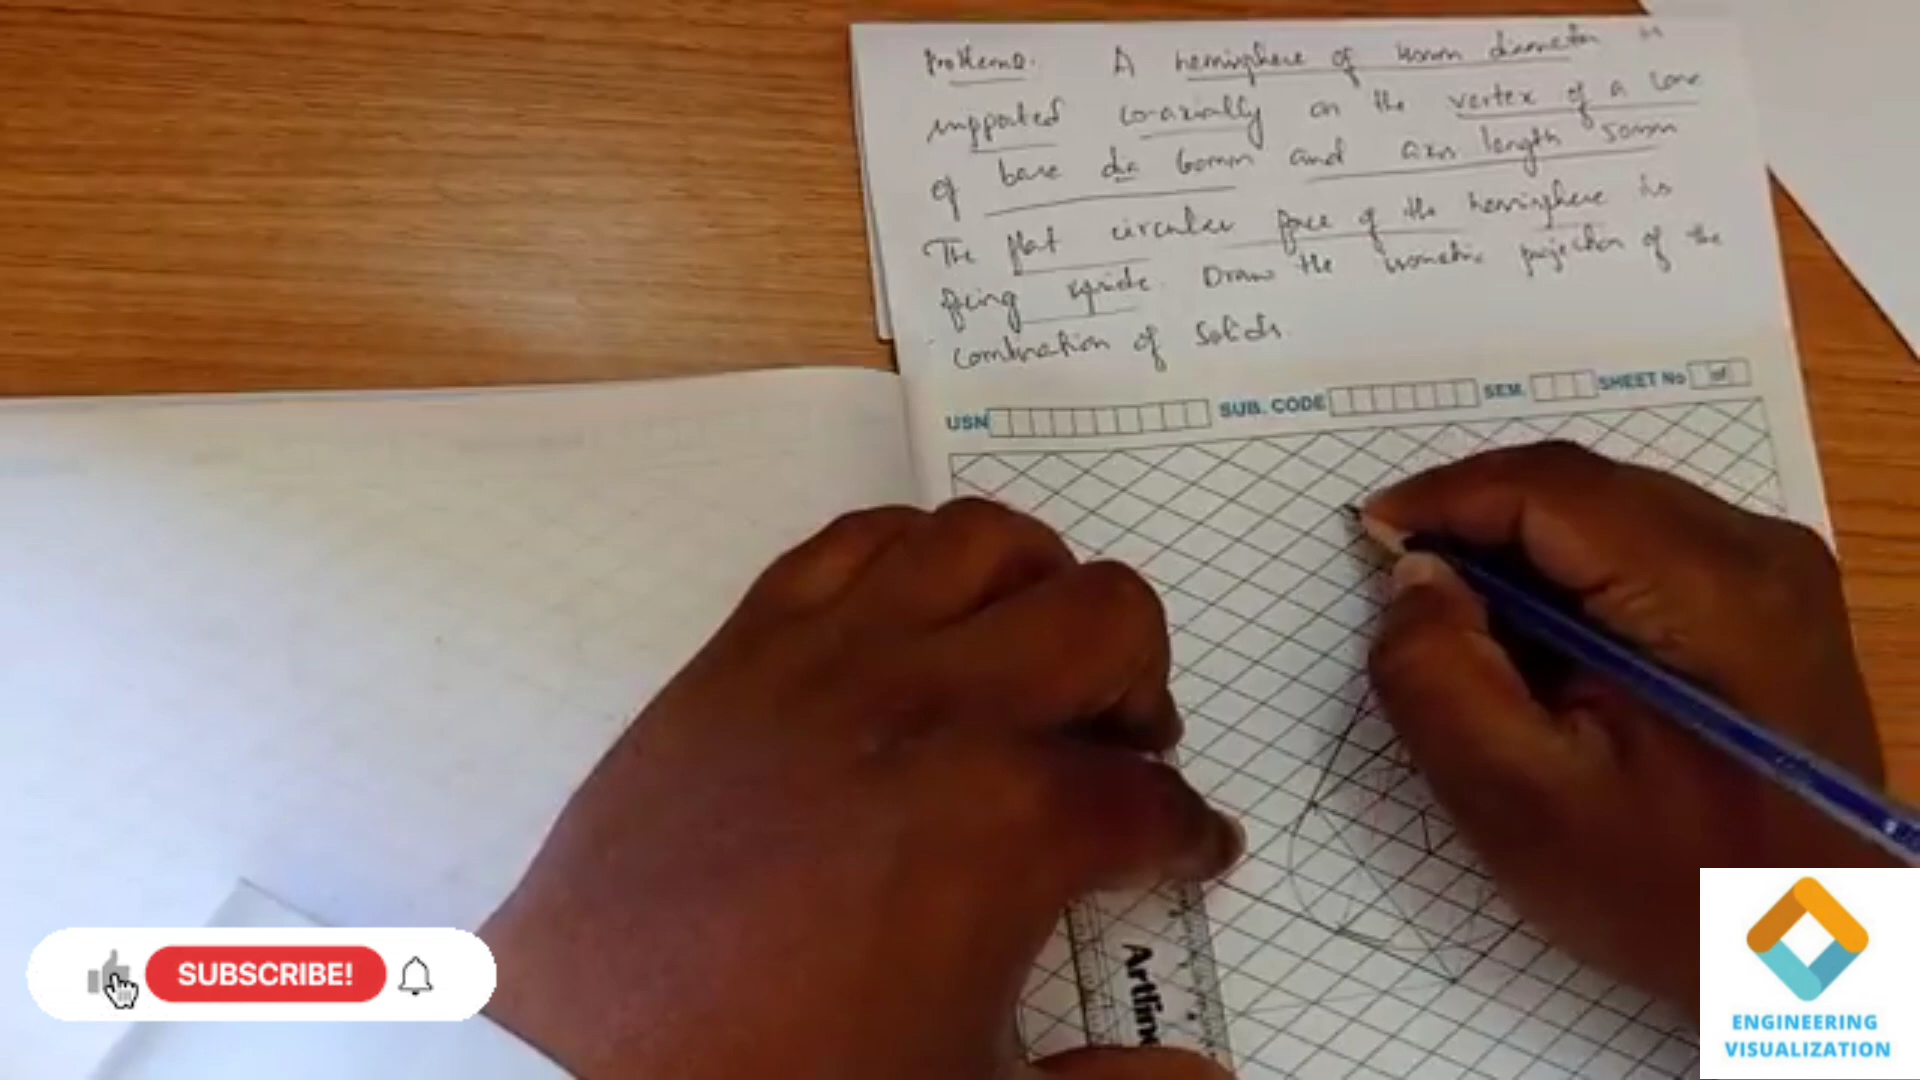 Problem 2. A hemisphere of 40mm diameter is
supported co-axially on the vertex of a cone
of base dia 60mm and axis length 50mm
The flat circular face of the hemisphere is
facing upside. Draw the isometric projection of the
combination of solids.
USN SUB. CODE SEM. SHEET No of
Artline
SUBSCRIBE!
ENGINEERING
VISUALIZATION